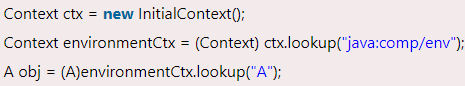 Context ctx = new InitialContext();
Context environmentCtx = (Context) ctx.lookup("java:comp/env");
A obj = (A)environmentCtx.lookup("A");